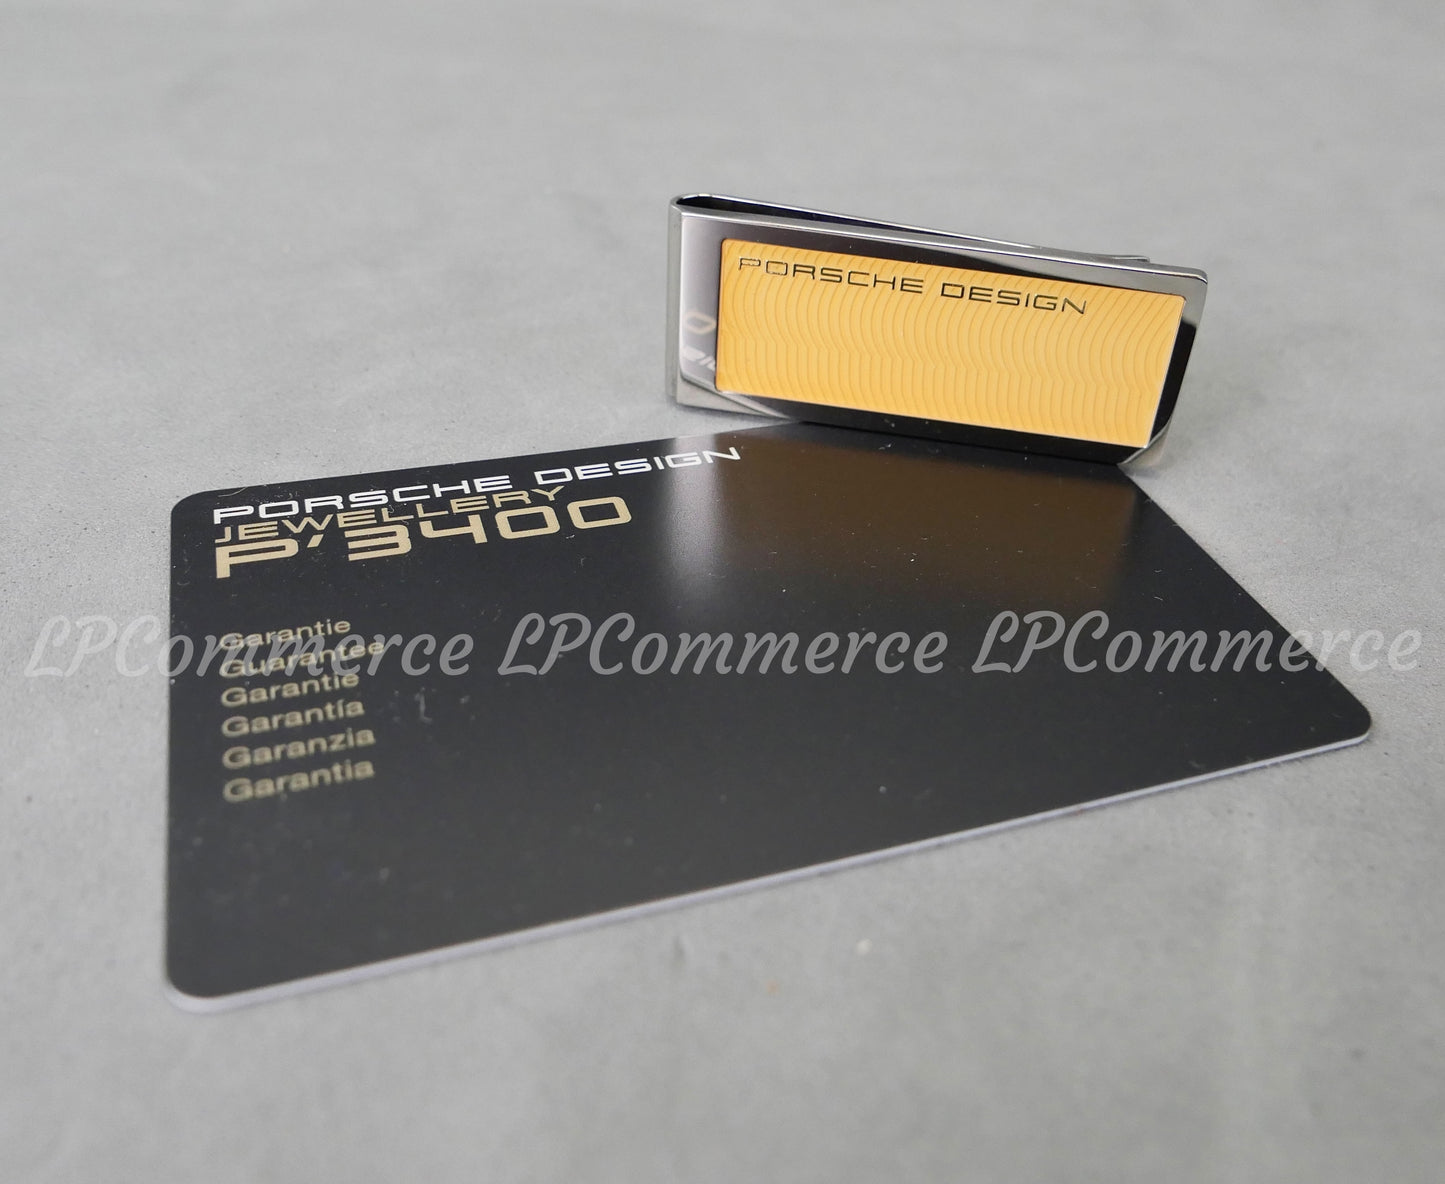 PORSCHE DESIGN
PORSCHE DESIGN
JEWELLERY
P'3400
Garantie
Guarantee
Garantie
Garantía
Garanzia
Garantia
LPCommerce LPCommerce LPCommerce